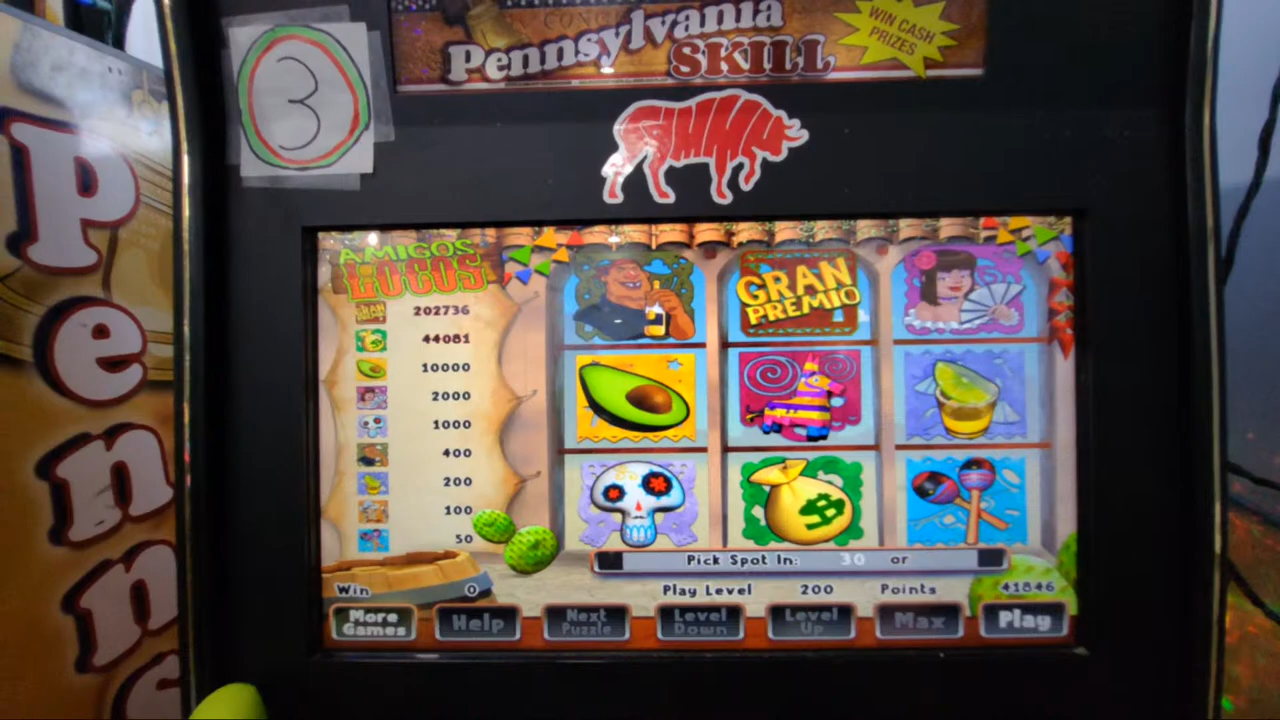 3
Pennsylvania
SKILL
WIN CASH
PRIZES
Penn
AMIGOS
LOCOS
202736
44081
10000
2000
1000
400
200
100
50
GRAN
PREMIO
Pick Spot In: 30 or
Win 0
Play Level 200
Points 41846
More
Games
Help
Next
Puzzle
Level
Down
Level
Up
Max
Play